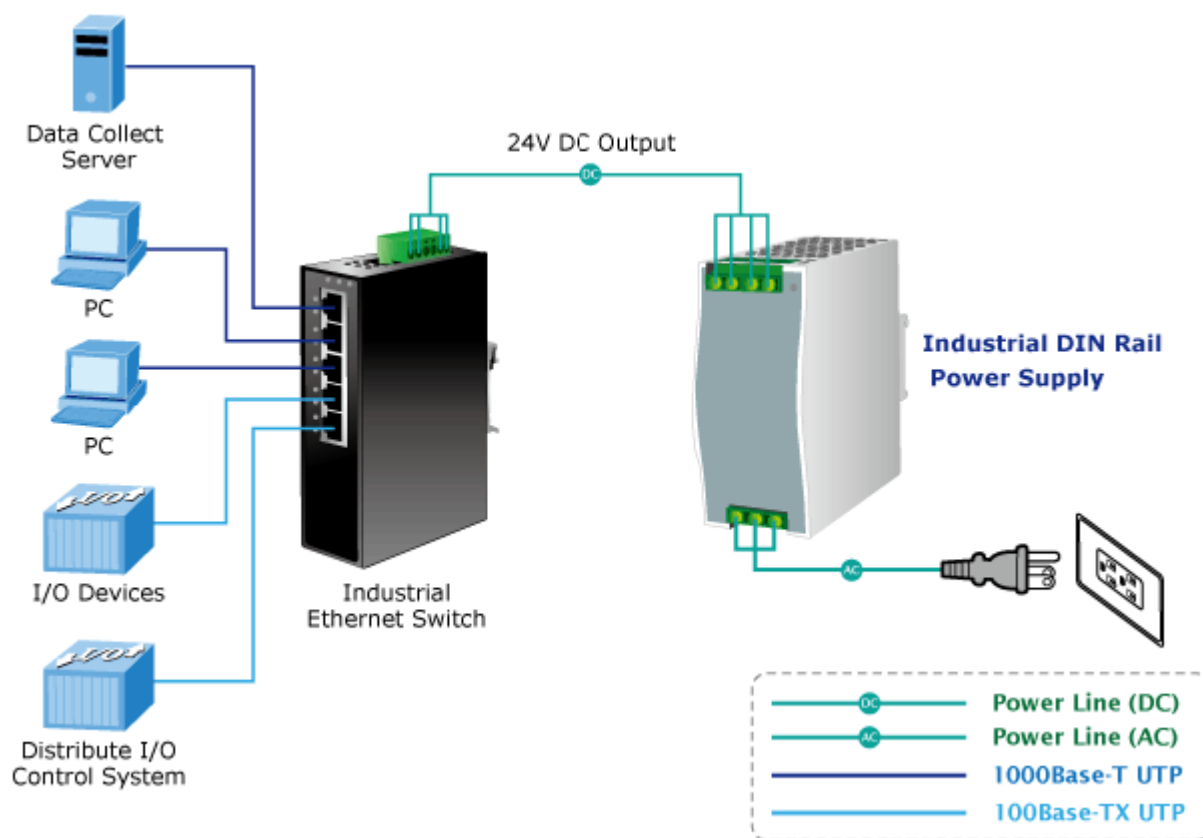 Data Collect
Server
24V DC Output
DC
PC
PC
Industrial DIN Rail
Power Supply
I/O
I/O Devices
Industrial
Ethernet Switch
AC
I/O
Distribute I/O
Control System
DC Power Line (DC)
AC Power Line (AC)
1000Base-T UTP
100Base-TX UTP